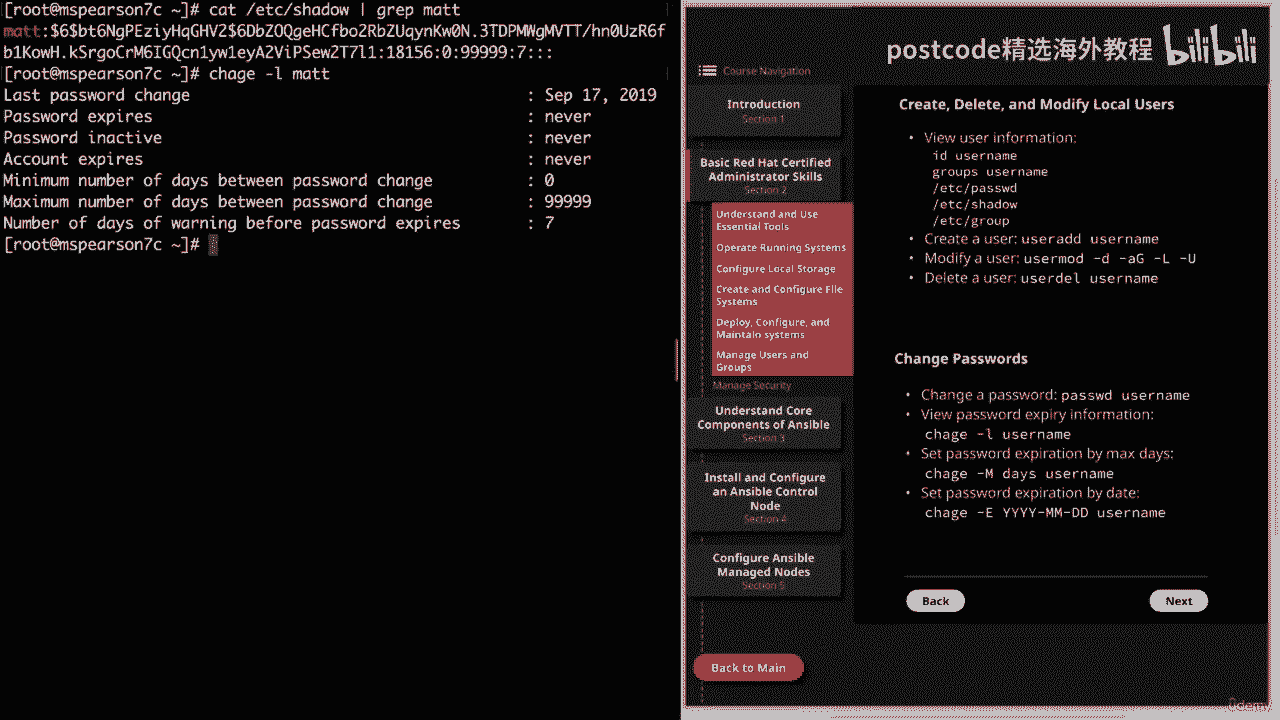 [root@mspearson7c ~]# cat /etc/shadow | grep matt
matt:$6$bt6NgPEziyHqGHV2$6DbZOQgeHCfbo2RbZUqynKw0N.3TDPMWgMVTT/hn0UzR6f
b1KowH.kSrgoCrM6IGQcn1yw1eyA2ViPSew2T7l1:18156:0:99999:7:::
[root@mspearson7c ~]# chage -l matt
Last password change : Sep 17, 2019
Password expires : never
Password inactive : never
Account expires : never
Minimum number of days between password change : 0
Maximum number of days between password change : 99999
Number of days of warning before password expires : 7
[root@mspearson7c ~]#
postcode精选海外教程 bilibili
Course Navigation
Introduction
Section 1
Basic Red Hat Certified
Administrator Skills
Section 2
Understand and Use
Essential Tools
Operate Running Systems
Configure Local Storage
Create and Configure File
Systems
Deploy, Configure, and
Maintain systems
Manage Users and
Groups
Manage Security
Understand Core
Components of Ansible
Section 3
Install and Configure
an Ansible Control
Node
Section 4
Configure Ansible
Managed Nodes
Section 5
Back to Main
Create, Delete, and Modify Local Users
• View user information:
id username
groups username
/etc/passwd
/etc/shadow
/etc/group
• Create a user: useradd username
• Modify a user: usermod -d -aG -L -U
• Delete a user: userdel username
Change Passwords
• Change a password: passwd username
• View password expiry information:
chage -l username
• Set password expiration by max days:
chage -M days username
• Set password expiration by date:
chage -E YYYY-MM-DD username
Back
Next
Udemy